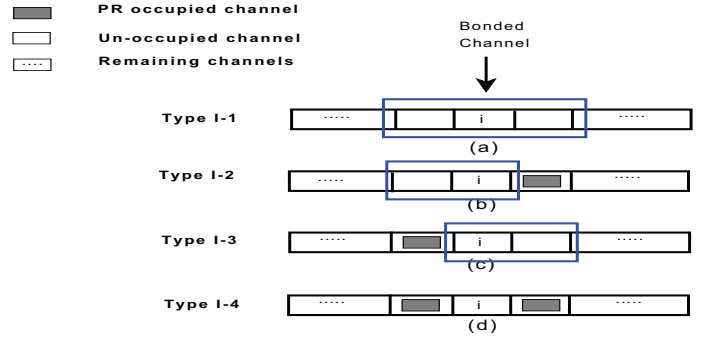 PR occupied channel
Un-occupied channel
.... Remaining channels
Bonded
Channel
Type I-1 ..... i .....
(a)
Type I-2 ..... i .....
(b)
Type I-3 ..... i .....
(c)
Type I-4 ..... i .....
(d)